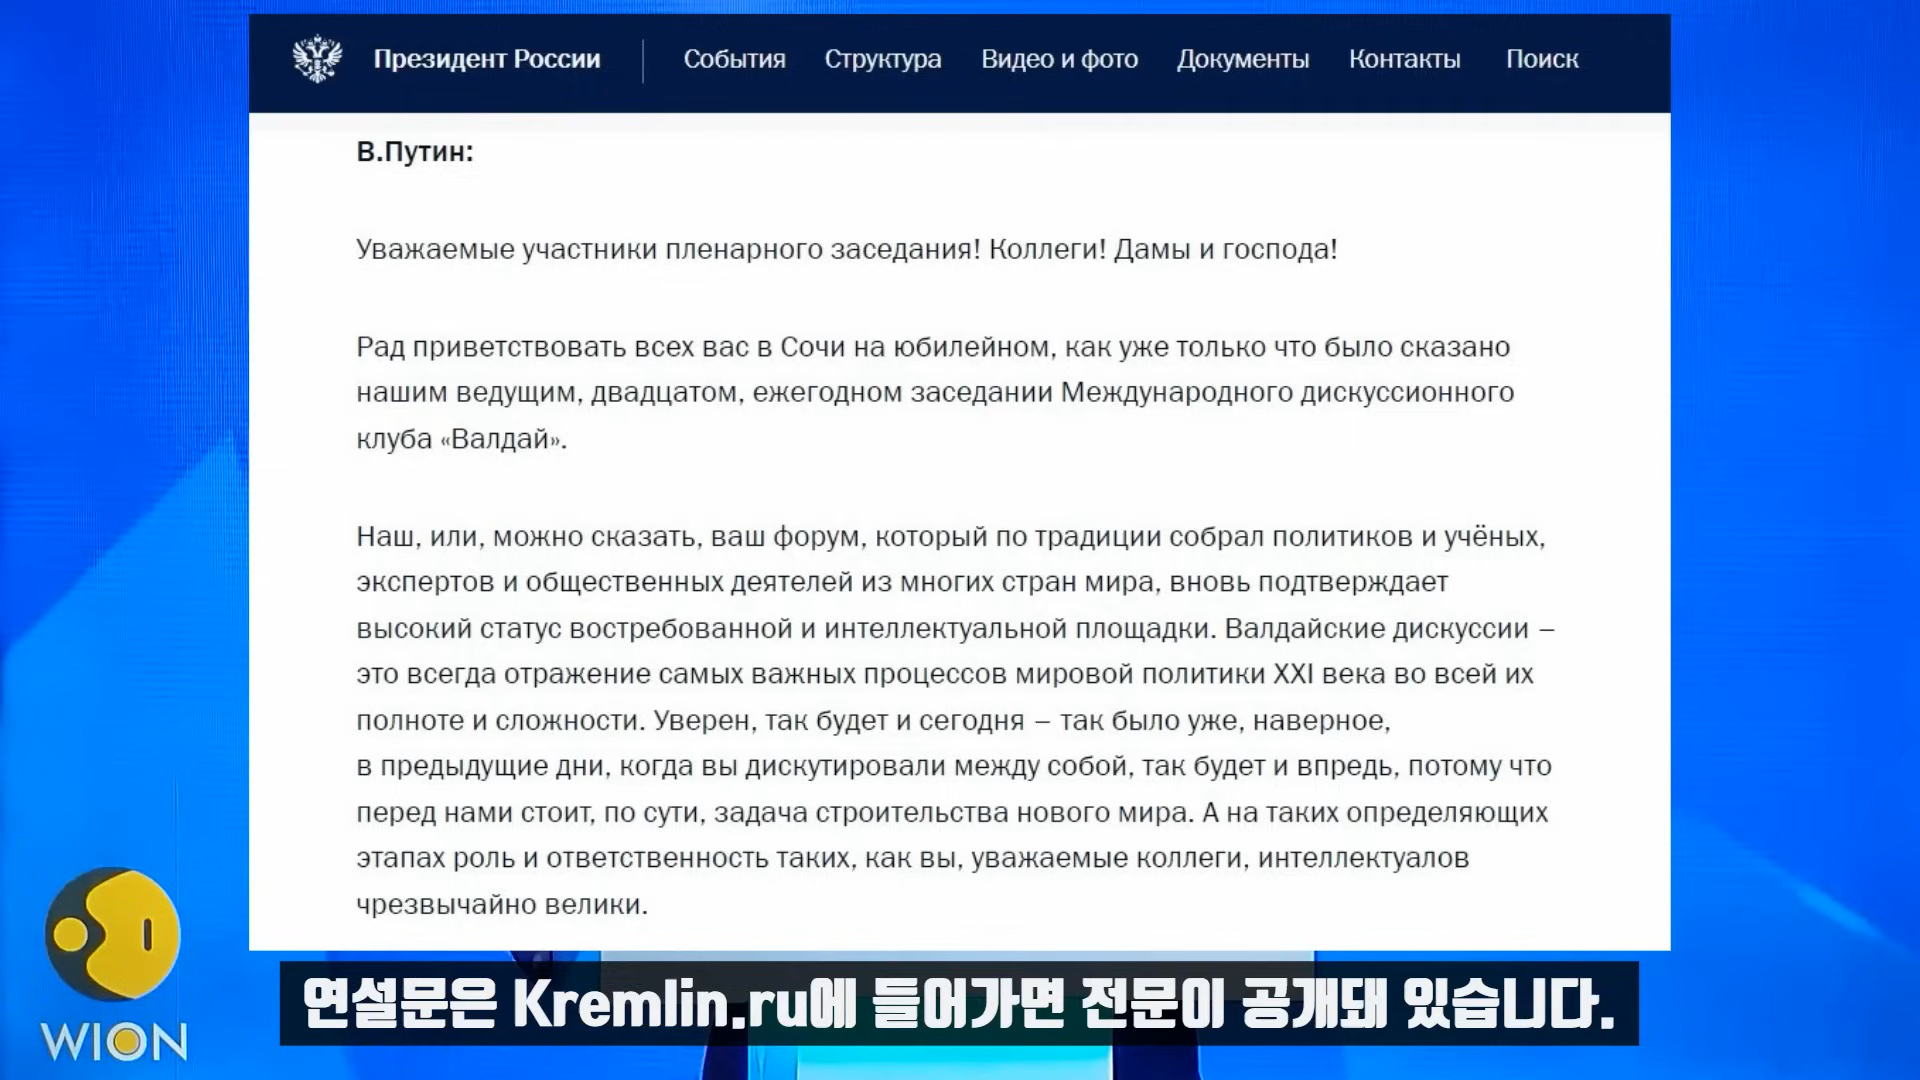 Президент России События Структура Видео и фото Документы Контакты Поиск
В.Путин:
Уважаемые участники пленарного заседания! Коллеги! Дамы и господа!
Рад приветствовать всех вас в Сочи на юбилейном, как уже только что было сказано
нашим ведущим, двадцатом, ежегодном заседании Международного дискуссионного
клуба «Валдай».
Наш, или, можно сказать, ваш форум, который по традиции собрал политиков и учёных,
экспертов и общественных деятелей из многих стран мира, вновь подтверждает
высокий статус востребованной и интеллектуальной площадки. Валдайские дискуссии –
это всегда отражение самых важных процессов мировой политики XXI века во всей их
полноте и сложности. Уверен, так будет и сегодня – так было уже, наверное,
в предыдущие дни, когда вы дискутировали между собой, так будет и впредь, потому что
перед нами стоит, по сути, задача строительства нового мира. А на таких определяющих
этапах роль и ответственность таких, как вы, уважаемые коллеги, интеллектуалов
чрезвычайно велики.
WION
연설문은 Kremlin.ru에 들어가면 전문이 공개돼 있습니다.